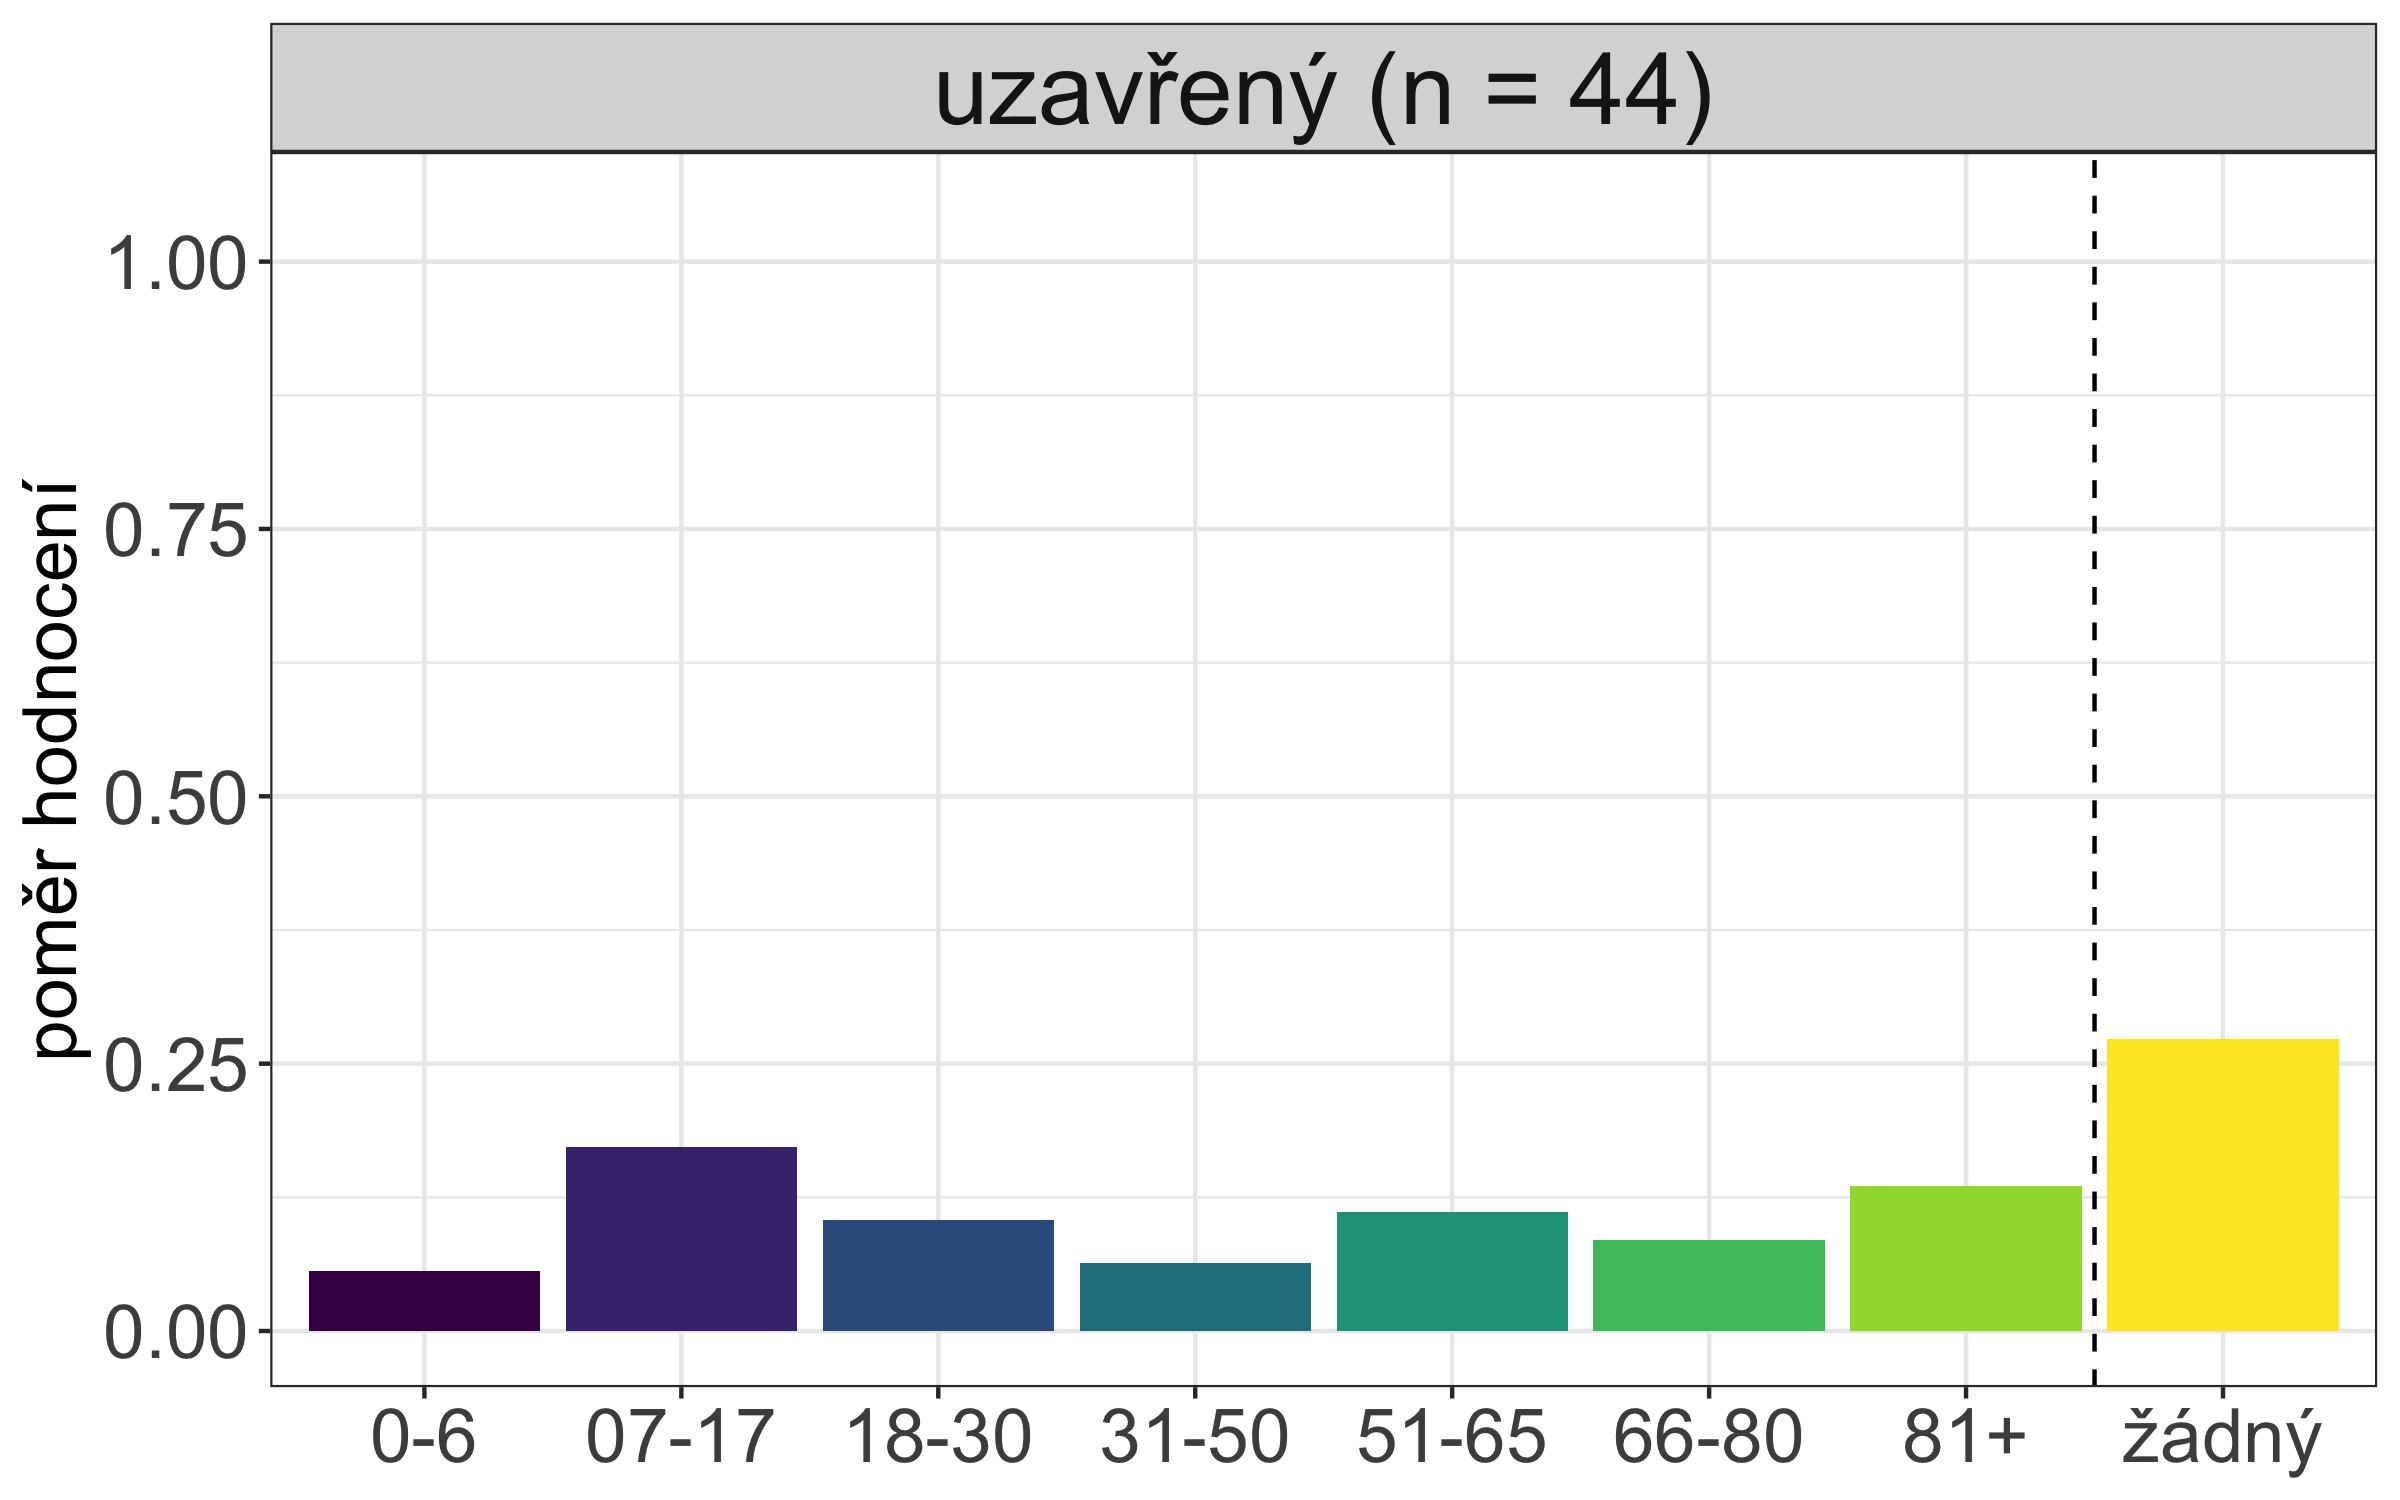 uzavřený (n = 44)
poměr hodnocení
1.00
0.75
0.50
0.25
0.00
0-6 07-17 18-30 31-50 51-65 66-80 81+ žádný